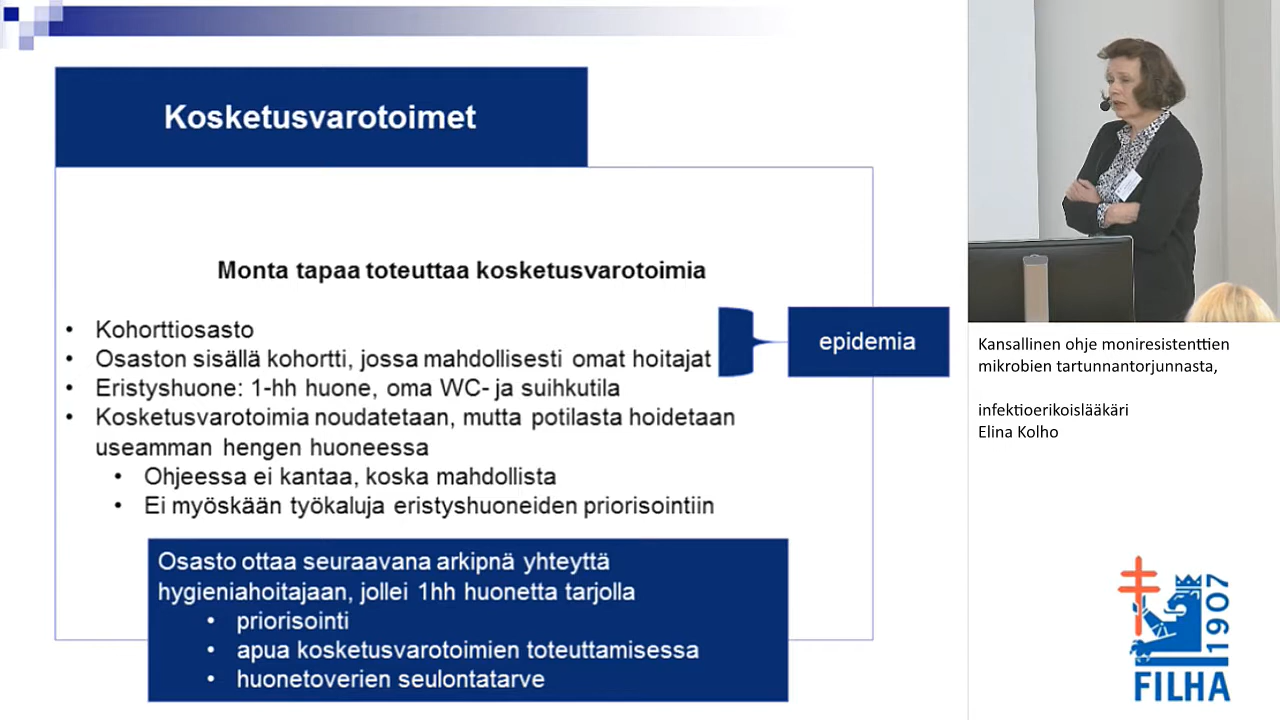 Kosketusvarotoimet
Monta tapaa toteuttaa kosketusvarotoimia
• Kohorttiosasto
• Osaston sisällä kohortti, jossa mahdollisesti omat hoitajat
epidemia
• Eristyshuone: 1-hh huone, oma WC- ja suihkutila
• Kosketusvarotoimia noudatetaan, mutta potilasta hoidetaan
useamman hengen huoneessa
• Ohjeessa ei kantaa, koska mahdollista
• Ei myöskään työkaluja eristyshuoneiden priorisointiin
Osasto ottaa seuraavana arkipnä yhteyttä
hygieniahoitajaan, jollei 1hh huonetta tarjolla
• priorisointi
• apua kosketusvarotoimien toteuttamisessa
• huonetoverien seulontatarve
Kansallinen ohje moniresistenttien
mikrobien tartunnantorjunnasta,
infektioerikoislääkäri
Elina Kolho
1907
FILHA